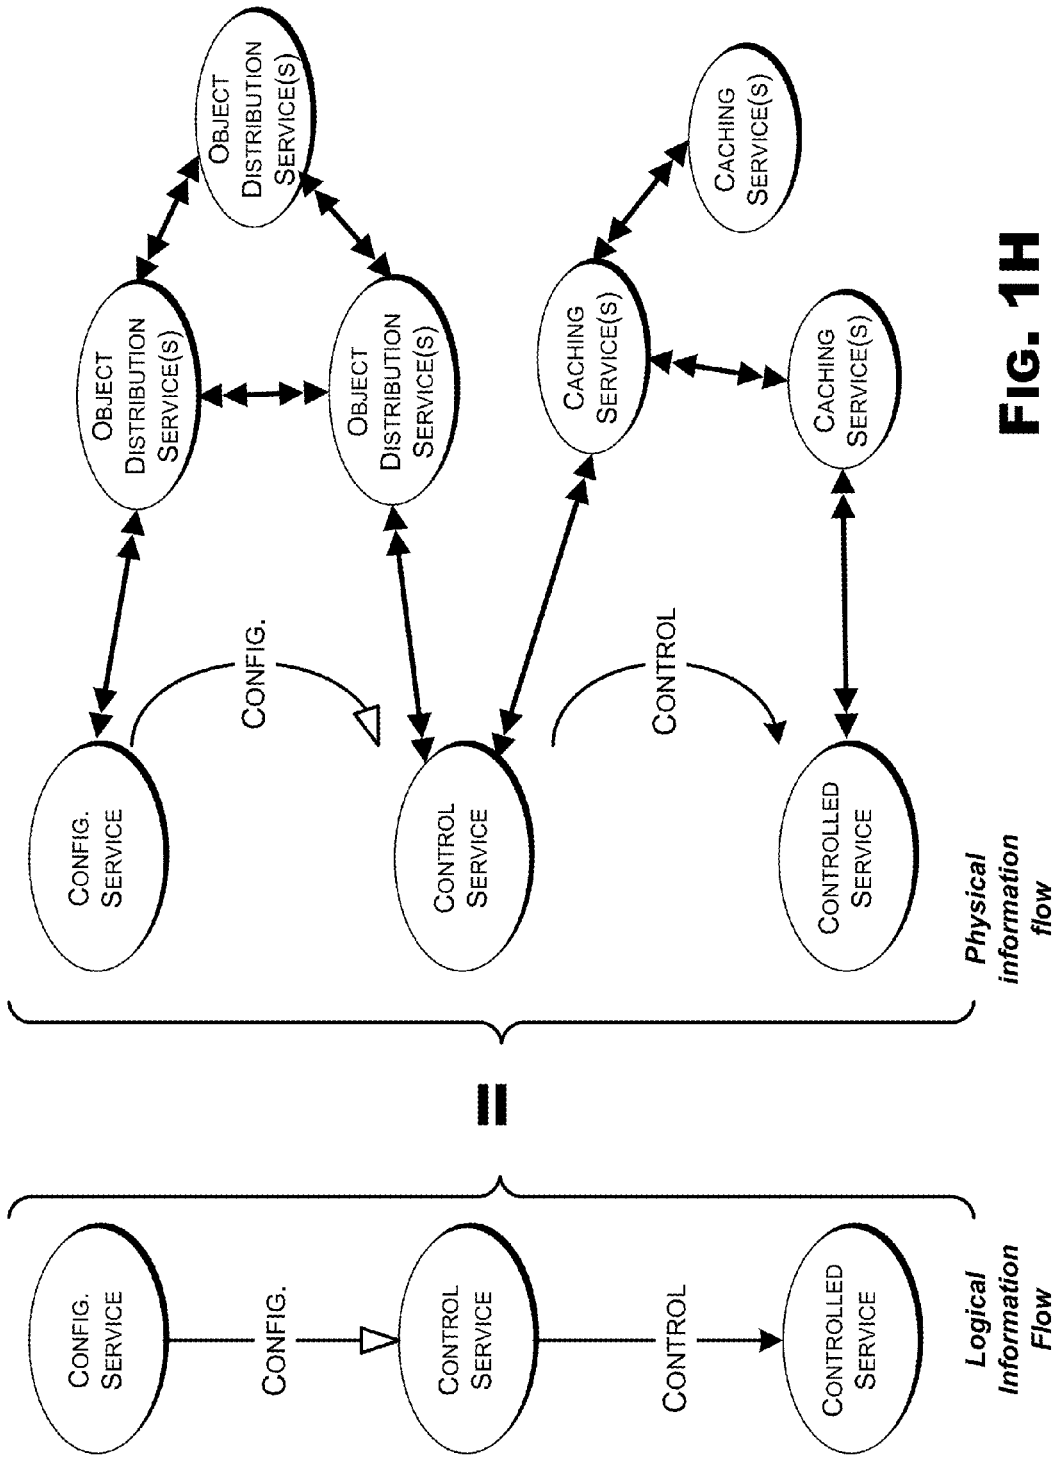 CONFIG.
SERVICE
CONFIG.
CONTROL
SERVICE
CONTROL
CONTROLLED
SERVICE
Logical
Information
Flow
=
CONFIG.
SERVICE
CONFIG.
CONTROL
SERVICE
CONTROL
CONTROLLED
SERVICE
Physical
information
flow
OBJECT
DISTRIBUTION
SERVICE(S)
OBJECT
DISTRIBUTION
SERVICE(S)
OBJECT
DISTRIBUTION
SERVICE(S)
CACHING
SERVICE(S)
CACHING
SERVICE(S)
CACHING
SERVICE(S)
FIG. 1H